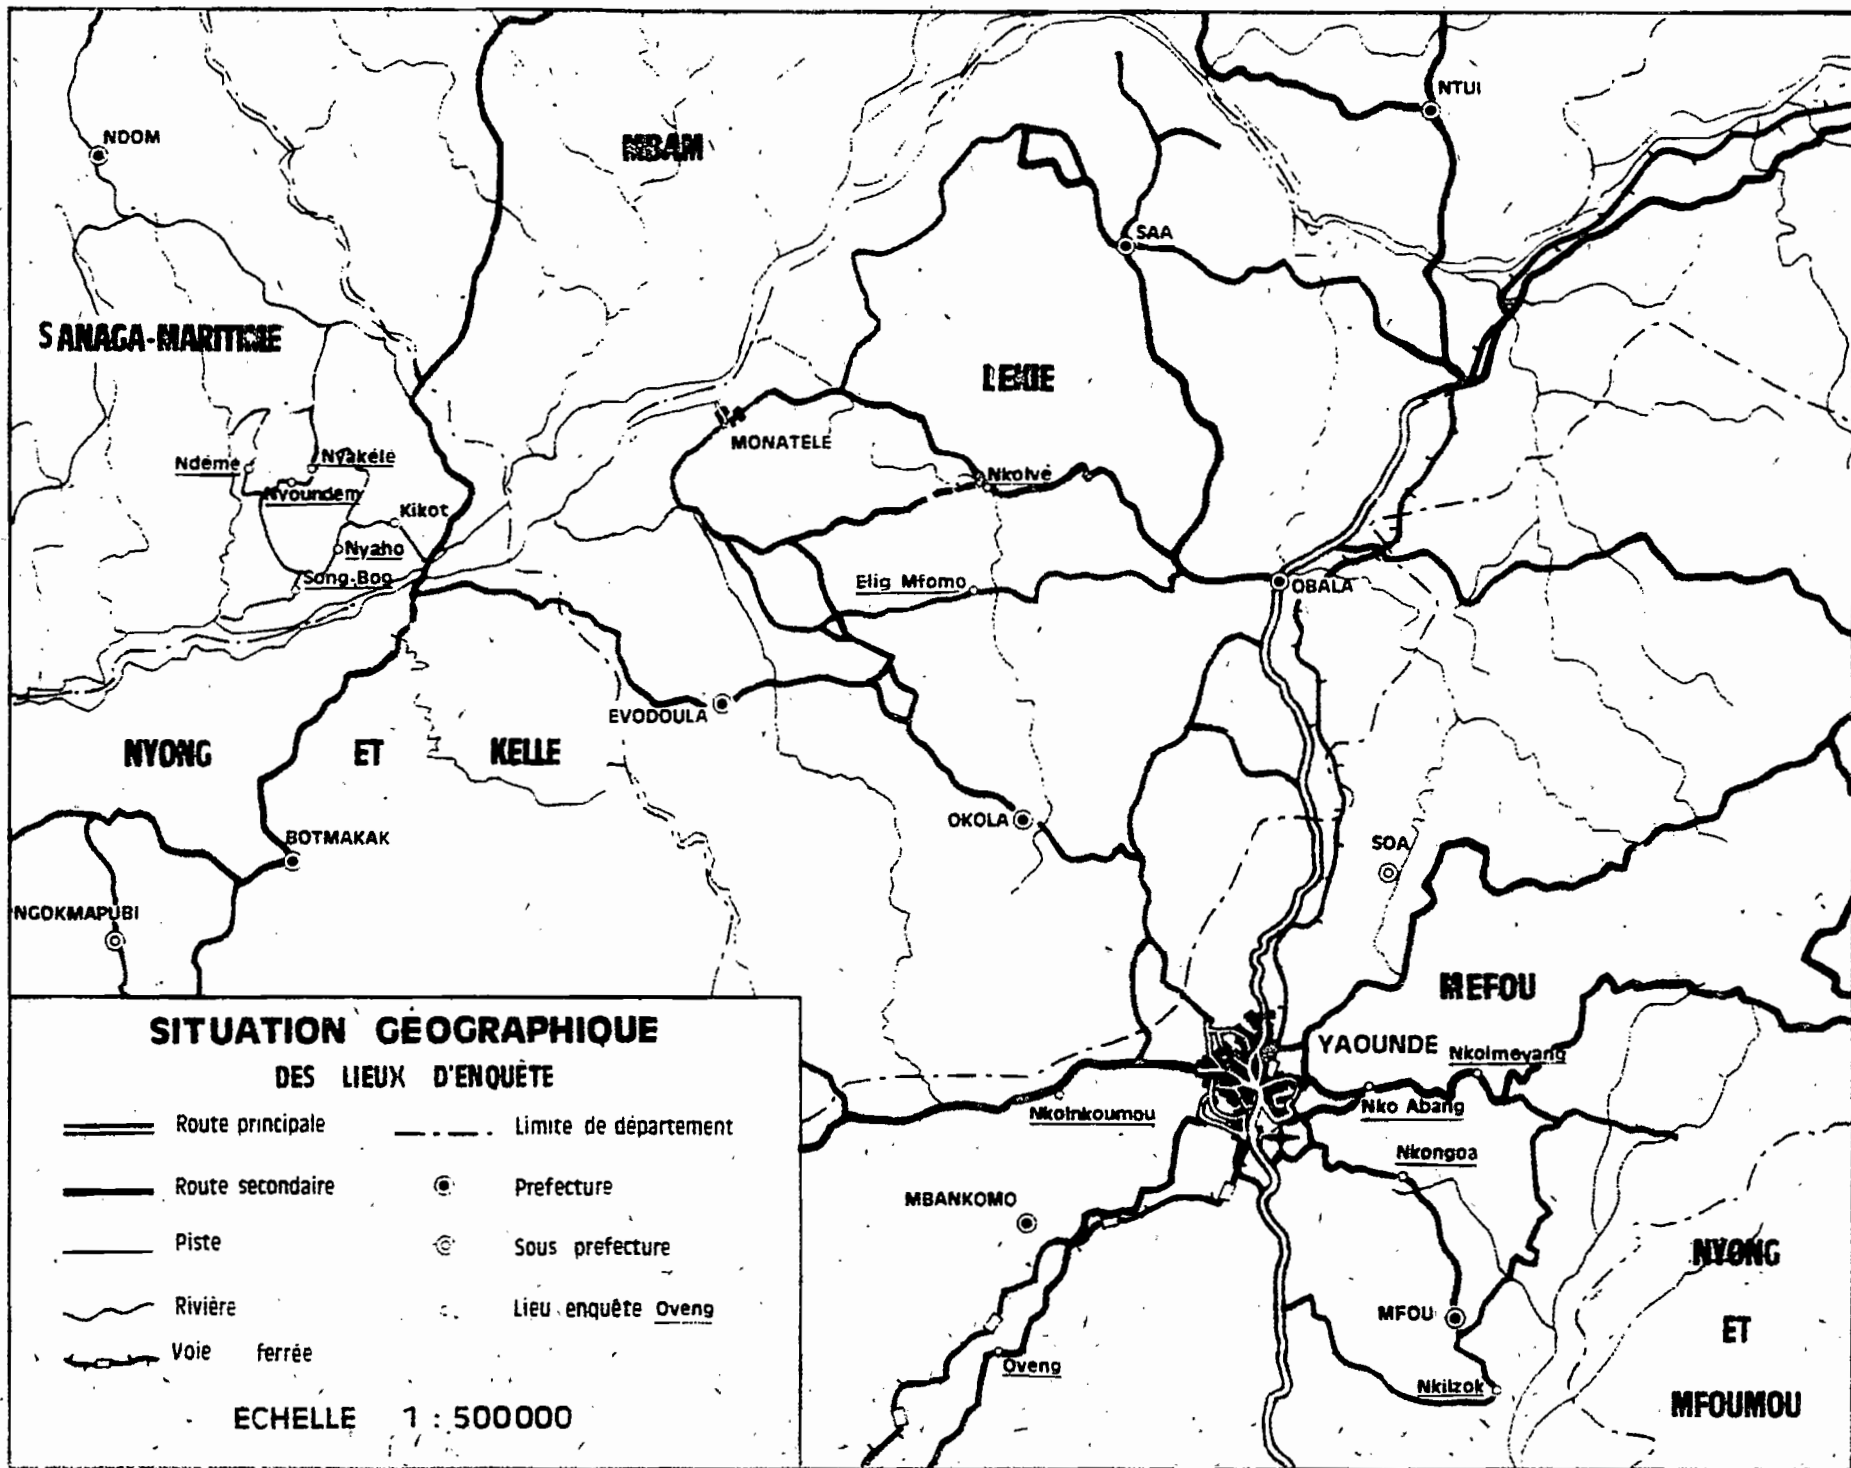 NTUI
NDOM
MBAM
SAA
SANAGA-MARITIME
LEKIE
MONATELE
Ndéme
Nyakélé
Nkolvé
Nyoundem
Kikot
Nyaho
Song.Boo
Elig Mfomo
OBALA
EVODOULA
NYONG ET KELLE
OKOLA
BOTMAKAK
SOA
NGOKMAPUBI
MEFOU
YAOUNDE
Nkolmeyang
Nkolnkoumou
Nko Abang
Nkongoa
MBANKOMO
NYONG
ET
MFOUMOU
MFOU
Oveng
Nkilzok
SITUATION GEOGRAPHIQUE
DES LIEUX D'ENQUÊTE
Route principale
Limite de département
Route secondaire
Prefecture
Piste
Sous prefecture
Rivière
Lieu enquête Oveng
Voie ferrée
ECHELLE 1 : 500000